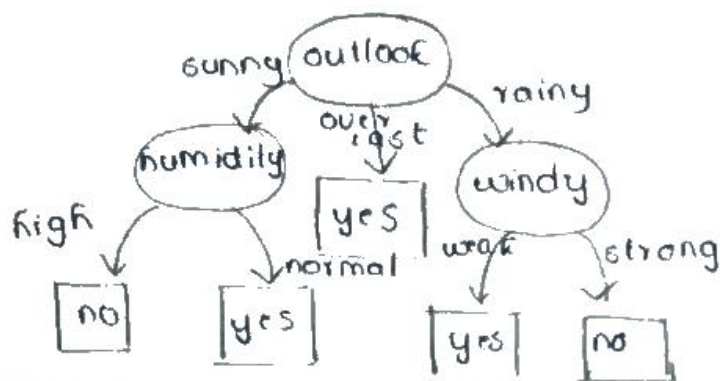 sunny outlook rainy
over
cast
humidity windy
yes
high normal weak strong
no yes yes no